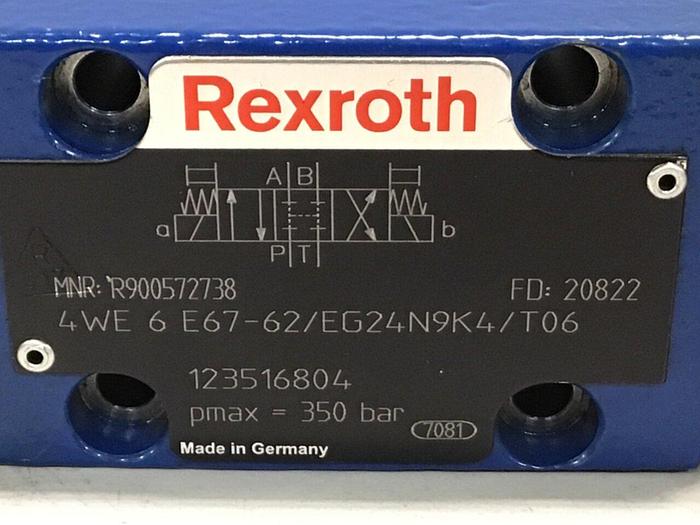 Rexroth
A B
a b
P T
MNR: R900572738 FD: 20822
4WE 6 E67-62/EG24N9K4/T06
123516804
pmax = 350 bar 7081
Made in Germany